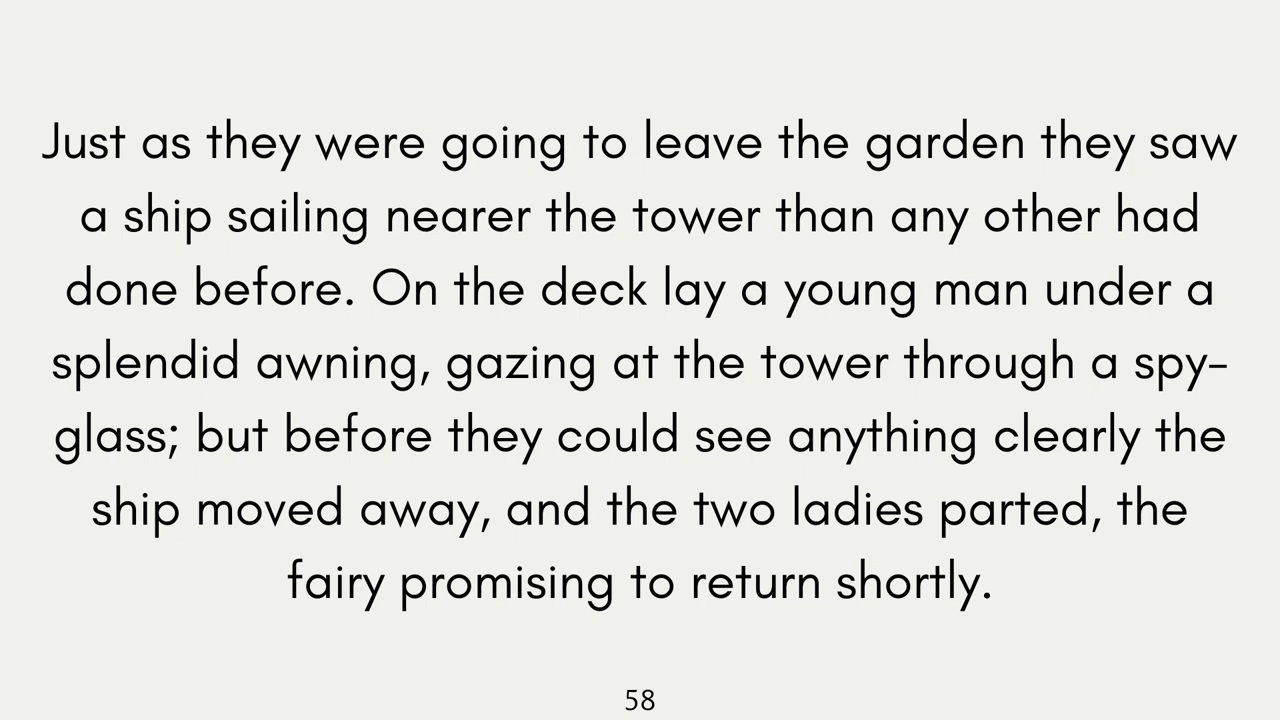 Just as they were going to leave the garden they saw
a ship sailing nearer the tower than any other had
done before. On the deck lay a young man under a
splendid awning, gazing at the tower through a spy-
glass; but before they could see anything clearly the
ship moved away, and the two ladies parted, the
fairy promising to return shortly.
58